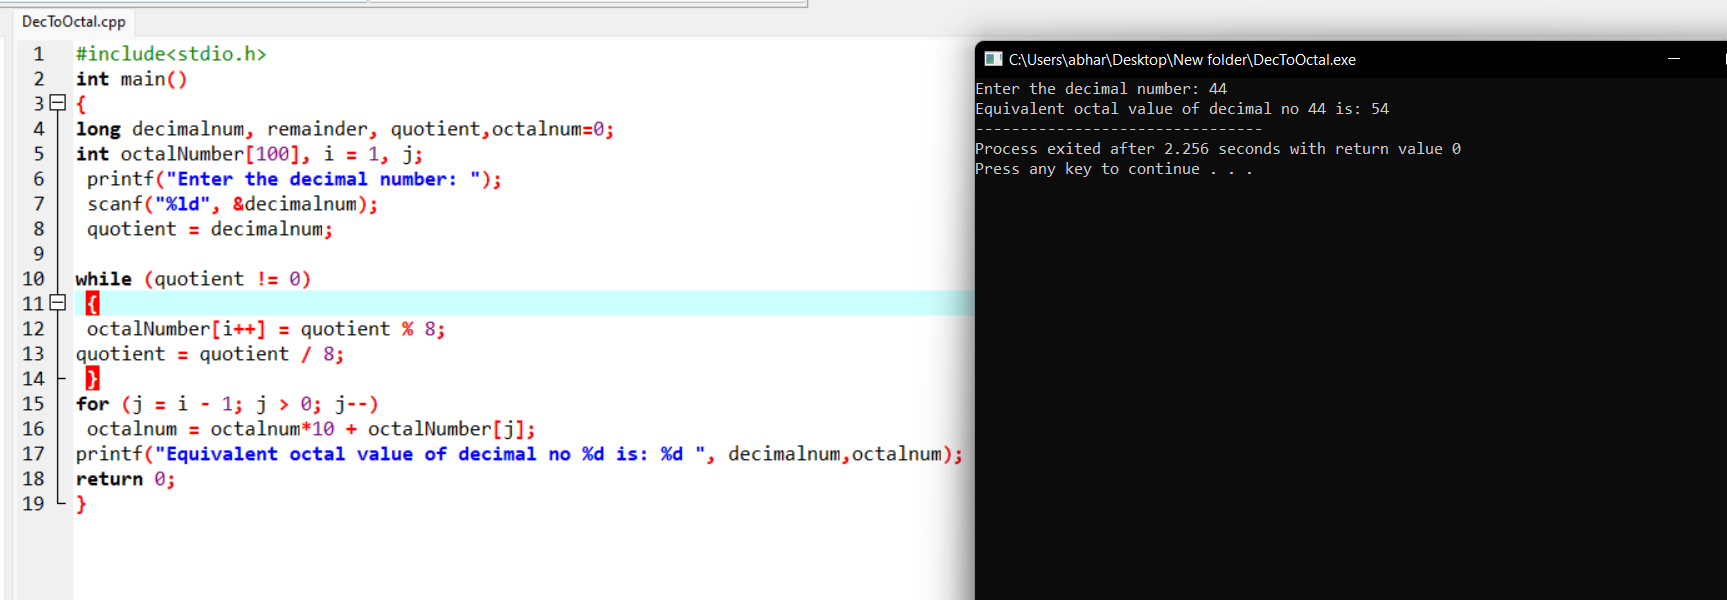 DecToOctal.cpp
1 #include<stdio.h>
2 int main()
3 {
4 long decimalnum, remainder, quotient,octalnum=0;
5 int octalNumber[100], i = 1, j;
6 printf("Enter the decimal number: ");
7 scanf("%ld", &decimalnum);
8 quotient = decimalnum;
9
10 while (quotient != 0)
11 {
12 octalNumber[i++] = quotient % 8;
13 quotient = quotient / 8;
14 }
15 for (j = i - 1; j > 0; j--)
16 octalnum = octalnum*10 + octalNumber[j];
17 printf("Equivalent octal value of decimal no %d is: %d ", decimalnum,octalnum);
18 return 0;
19 }
C:\Users\abhar\Desktop\New folder\DecToOctal.exe
Enter the decimal number: 44
Equivalent octal value of decimal no 44 is: 54
--------------------------------
Process exited after 2.256 seconds with return value 0
Press any key to continue . . .